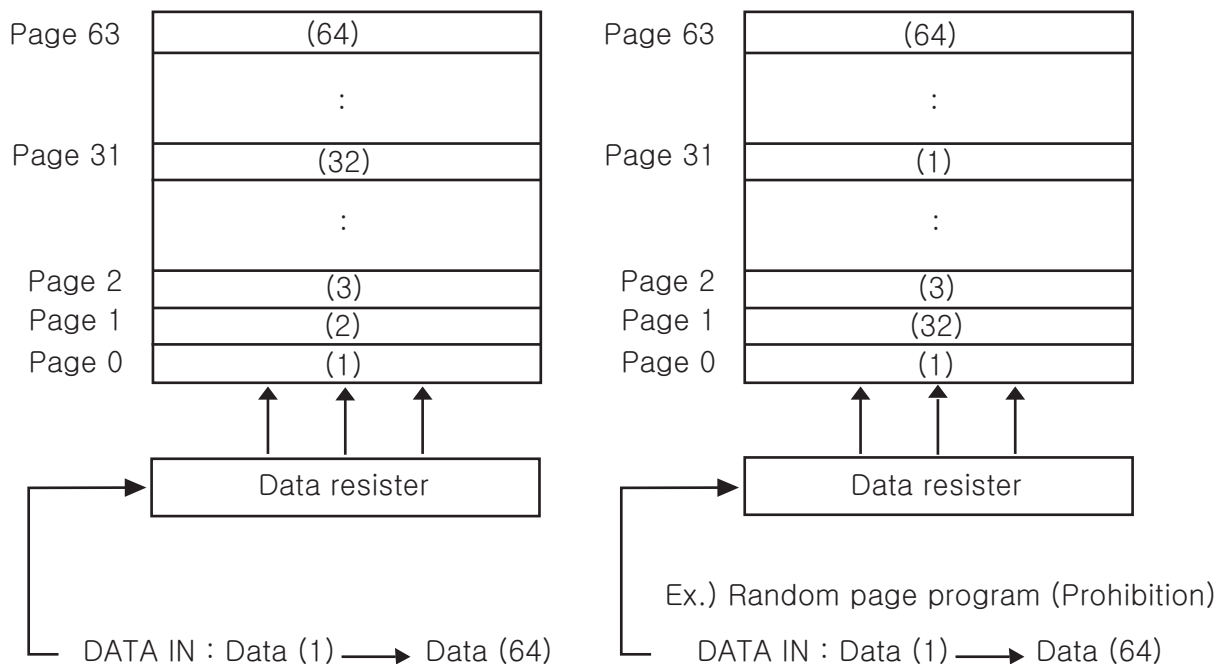 Page 63 (64)
:
Page 31 (32)
:
Page 2 (3)
Page 1 (2)
Page 0 (1)
Data resister
DATA IN : Data (1) Data (64)
Page 63 (64)
:
Page 31 (1)
:
Page 2 (3)
Page 1 (32)
Page 0 (1)
Data resister
Ex.) Random page program (Prohibition)
DATA IN : Data (1) Data (64)